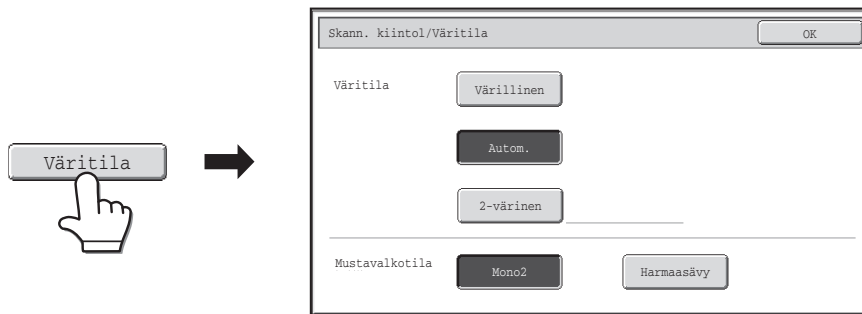 Väritila
Skann. kiintol/Väritila OK
Väritila Värillinen
Autom.
2-värinen
Mustavalkotila Mono2 Harmaasävy